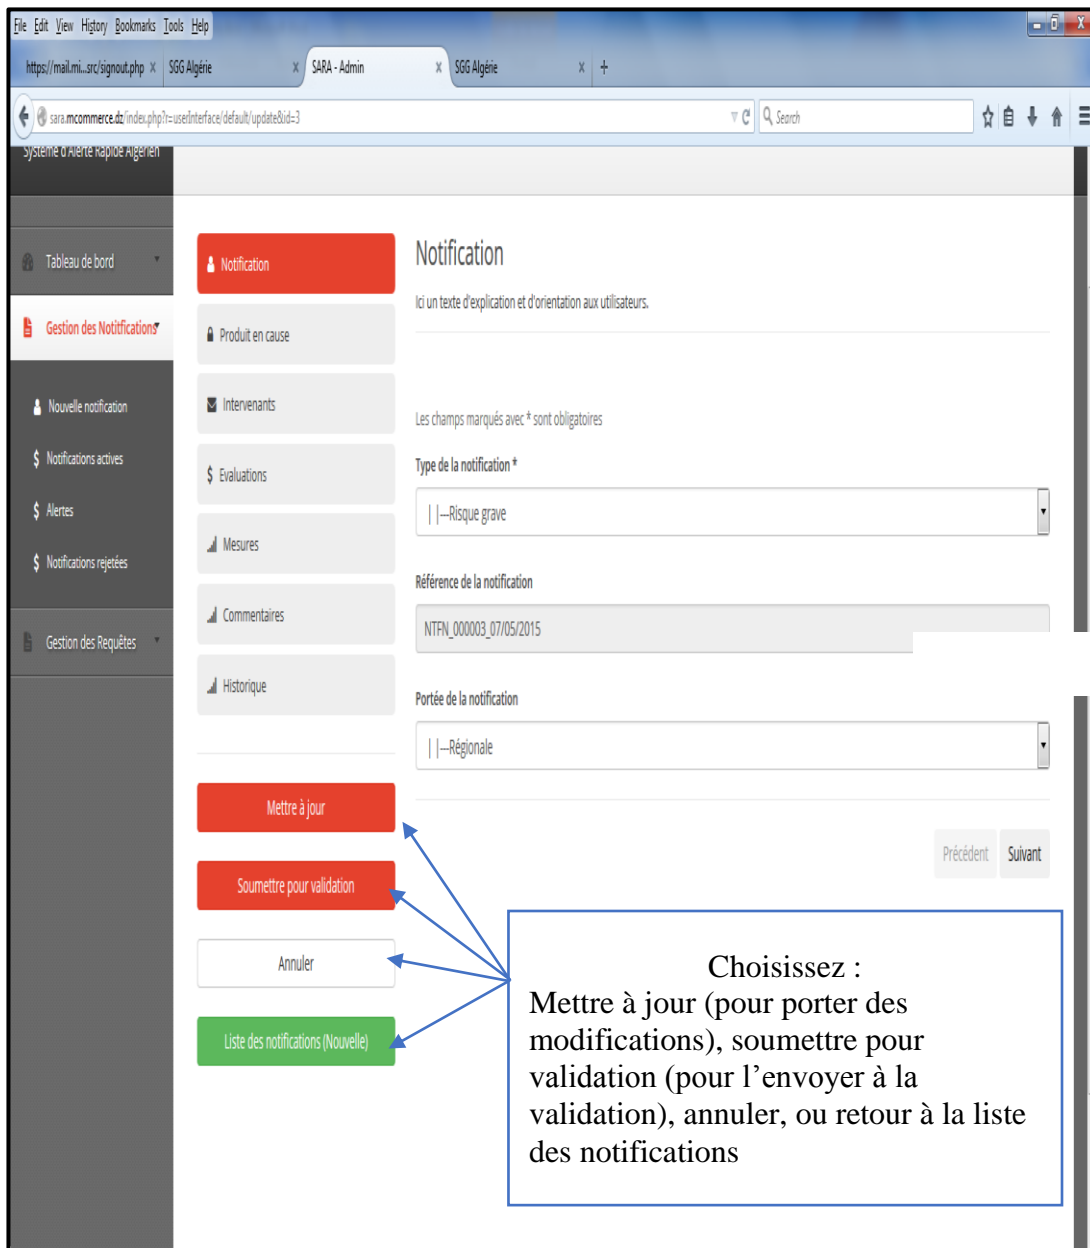 File Edit View History Bookmarks Tools Help
https://mail.mi...src/signout.php × SGG Algérie × SARA - Admin × SGG Algérie × +
sara.mcommerce.dz/index.php?r=userInterface/default/update&id=3 Search
Système d'Alerte Rapide Algérien
Tableau de bord
Gestion des Notitfications
Nouvelle notification
Notifications actives
Alertes
Notifications rejetées
Gestion des Requêtes
Notification
Produit en cause
Intervenants
Evaluations
Mesures
Commentaires
Historique
Mettre à jour
Soumettre pour validation
Annuler
Liste des notifications (Nouvelle)
Notification
Ici un texte d'explication et d'orientation aux utilisateurs.
Les champs marqués avec * sont obligatoires
Type de la notification *
| |---Risque grave
Référence de la notification
NTFN_000003_07/05/2015
Portée de la notification
| |---Régionale
Précédent Suivant
Choisissez :
Mettre à jour (pour porter des
modifications), soumettre pour
validation (pour l’envoyer à la
validation), annuler, ou retour à la liste
des notifications